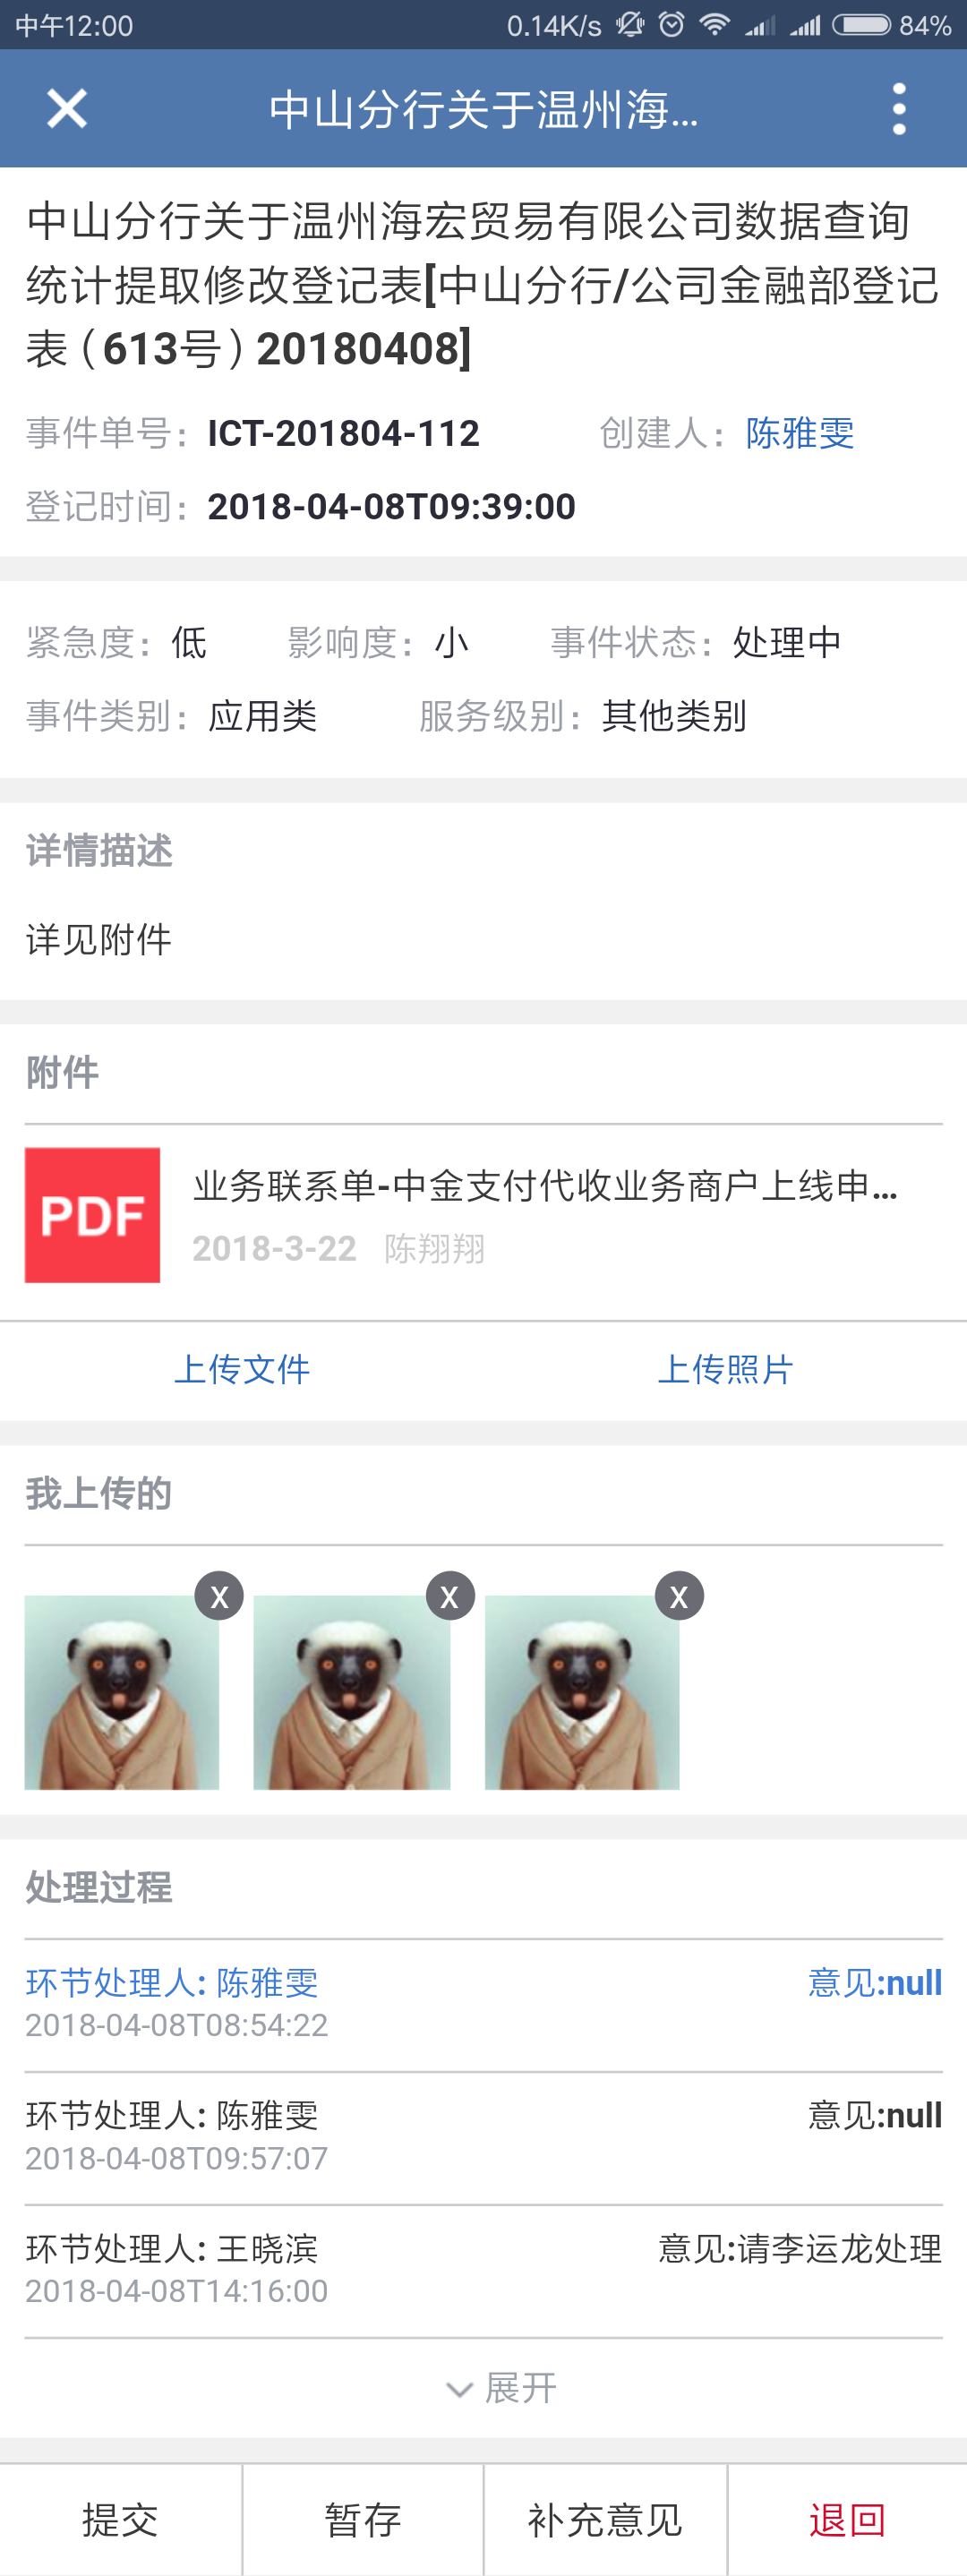 中午12:00 0.14K/s 84%
中山分行关于温州海...
中山分行关于温州海宏贸易有限公司数据查询
统计提取修改登记表[中山分行/公司金融部登记
表（613号）20180408]
事件单号：ICT-201804-112 创建人：陈雅雯
登记时间：2018-04-08T09:39:00
紧急度：低 影响度：小 事件状态：处理中
事件类别：应用类 服务级别：其他类别
详情描述
详见附件
附件
PDF
业务联系单-中金支付代收业务商户上线申...
2018-3-22 陈翔翔
上传文件 上传照片
我上传的
X X X
处理过程
环节处理人: 陈雅雯 意见:null
2018-04-08T08:54:22
环节处理人: 陈雅雯 意见:null
2018-04-08T09:57:07
环节处理人: 王晓滨 意见:请李运龙处理
2018-04-08T14:16:00
展开
提交 暂存 补充意见 退回